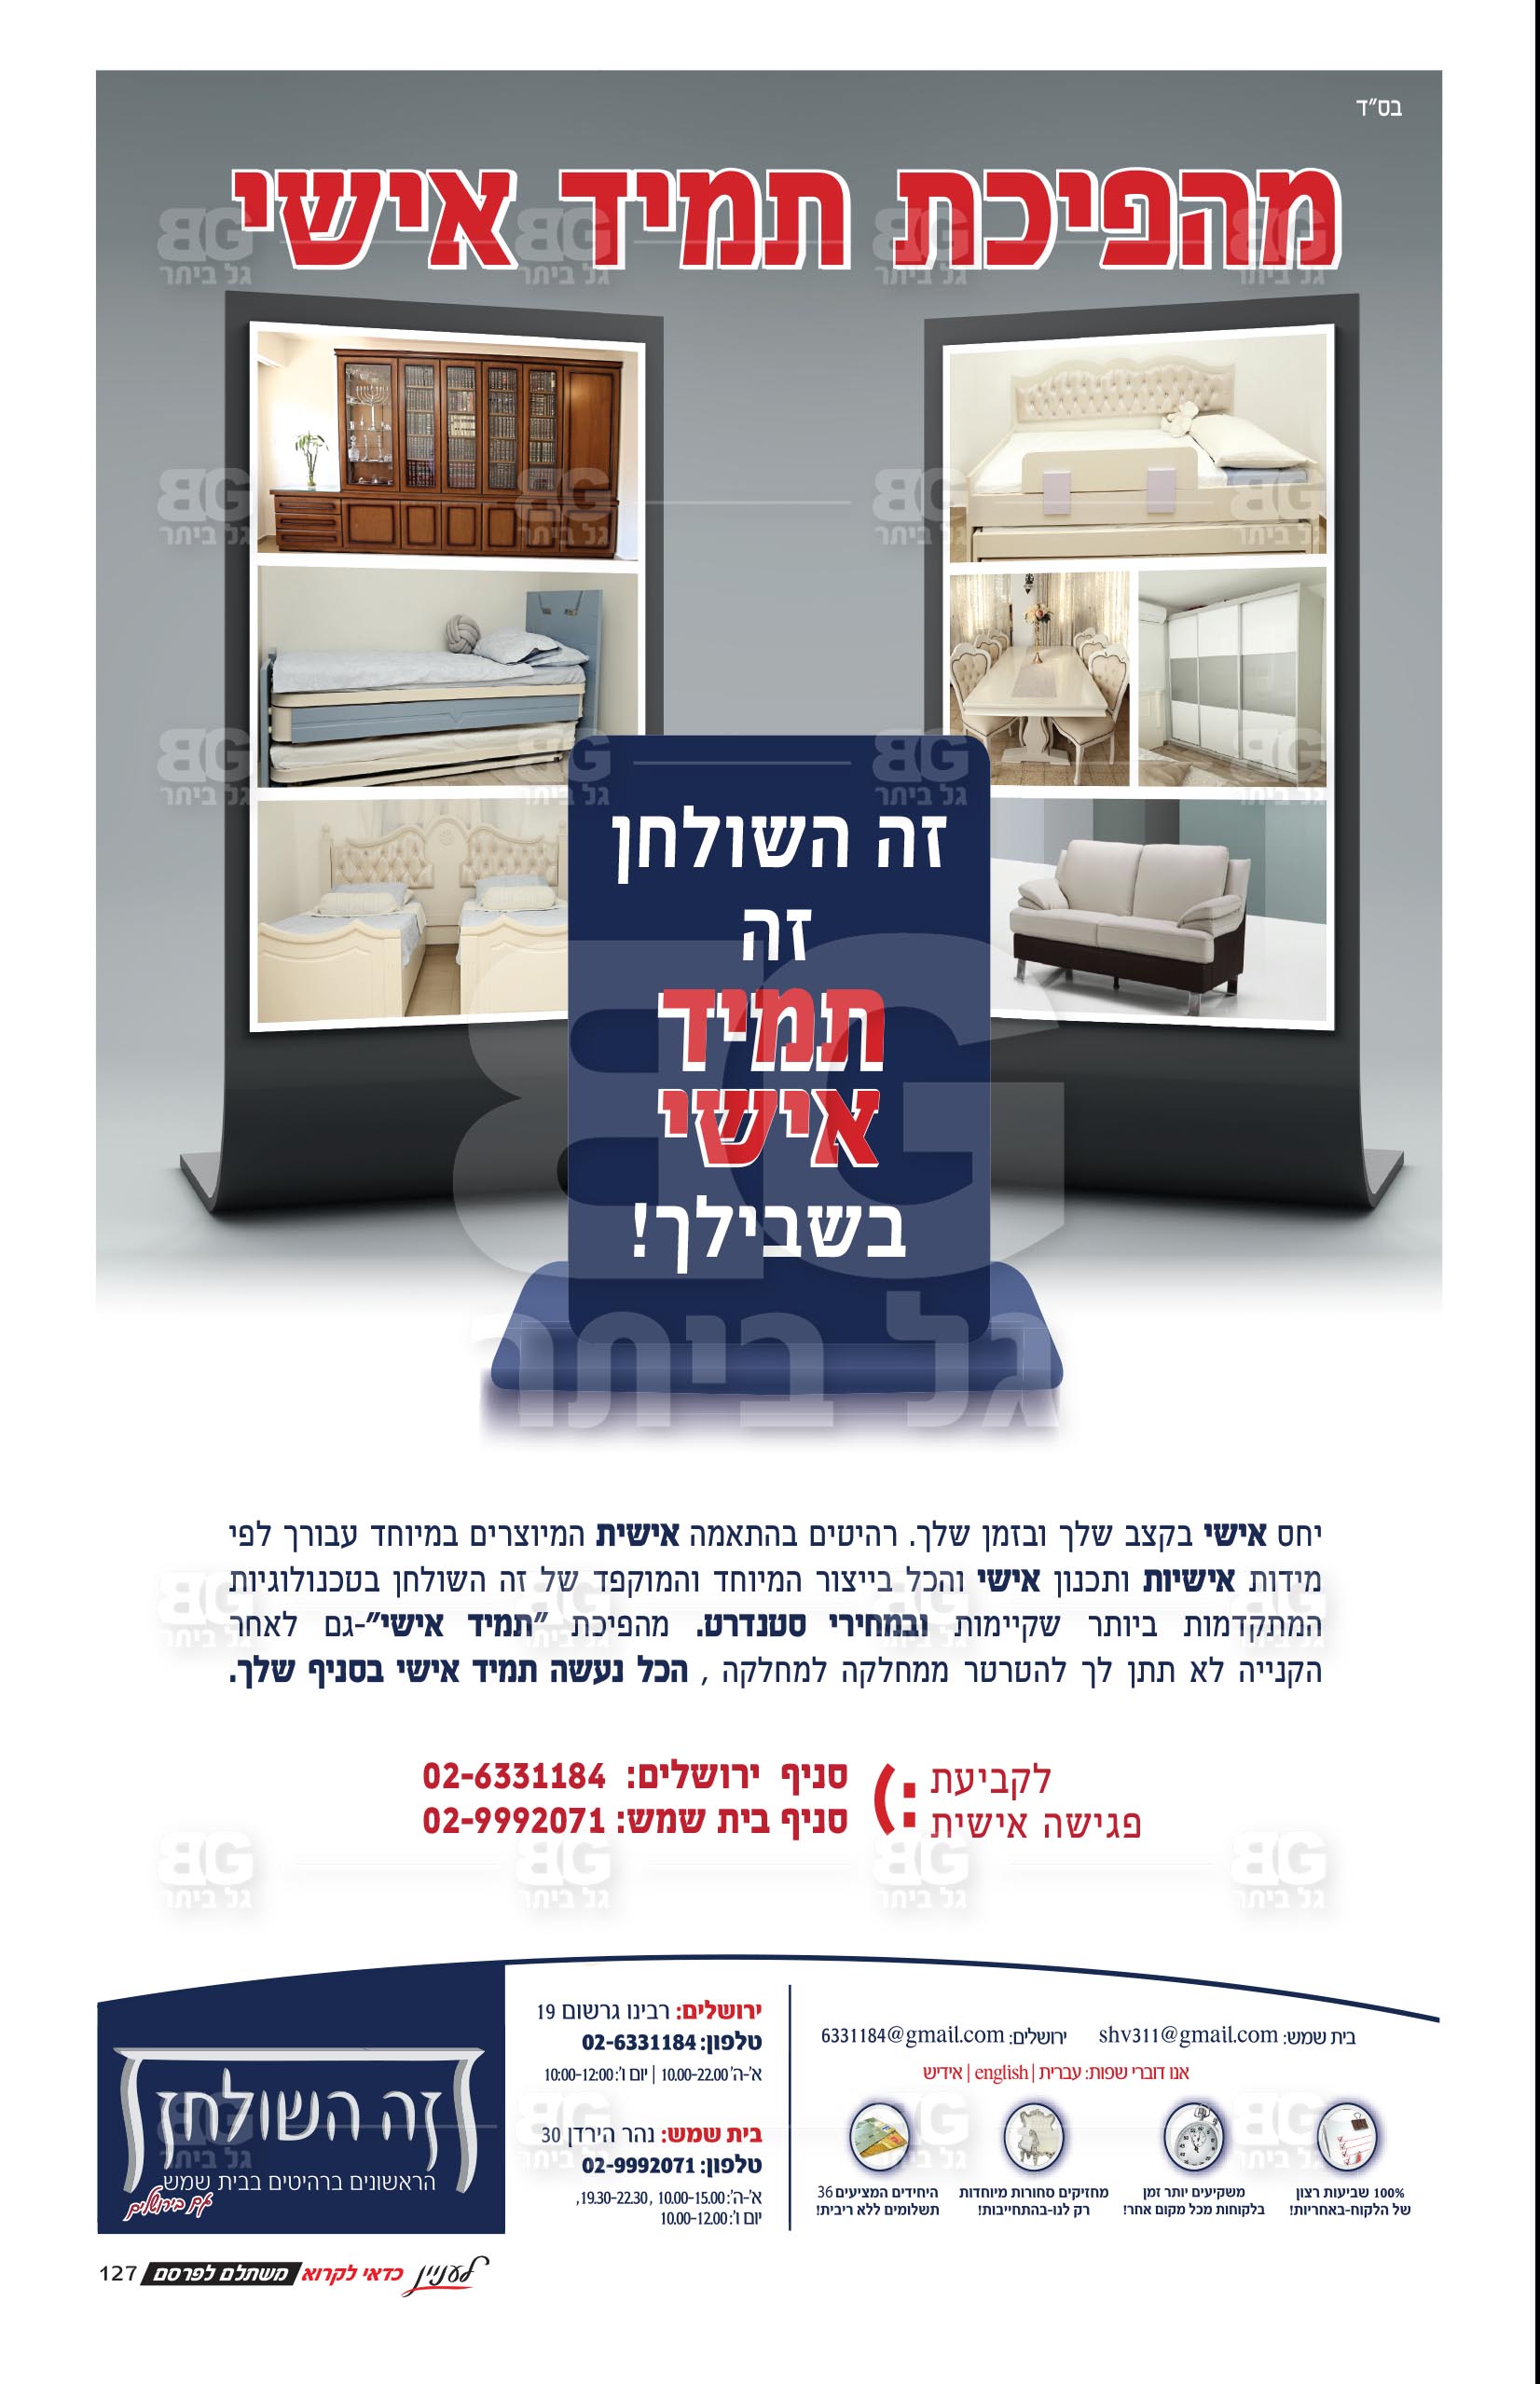 בס"ד
מהפיכת תמיד אישי
זה השולחן
זה
תמיד
אישי
בשבילך!
יחס אישי בקצב שלך ובזמן שלך. רהיטים בהתאמה אישית המיוצרים במיוחד עבורך לפי
מידות אישיות ותכנון אישי והכל בייצור המיוחד והמוקפד של זה השולחן בטכנולוגיות
המתקדמות ביותר שקיימות ובמחירי סטנדרט. מהפיכת "תמיד אישי"-גם לאחר
הקנייה לא תתן לך להטרטר ממחלקה למחלקה , הכל נעשה תמיד אישי בסניף שלך.
לקביעת
פגישה אישית
סניף ירושלים: 02-6331184
סניף בית שמש: 02-9992071
בית שמש: shv311@gmail.com ירושלים: 6331184@gmail.com
אנו דוברי שפות: עברית | english | אידיש
100% שביעות רצון
של הלקוח-באחריות!
משקיעים יותר זמן
בלקוחות מכל מקום אחר!
מחזיקים סחורות מיוחדות
רק לנו-בהתחייבות!
היחידים המציעים 36
תשלומים ללא ריבית!
ירושלים: רבינו גרשום 19
טלפון: 02-6331184
א'-ה' 10.00-22.00 | יום ו': 10:00-12:00
בית שמש: נהר הירדן 30
טלפון: 02-9992071
א'-ה': 10.00-15.00 , 19.30-22.30,
יום ו': 10.00-12.00
זה השולחן
הראשונים ברהיטים בבית שמש
גם בירושלים
לעניין כדאי לקרוא משתלם לפרסם 127
BG
גל ביתר